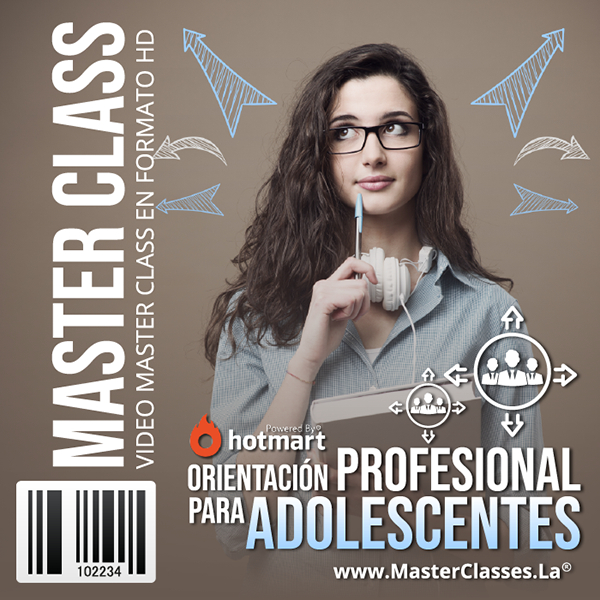 MASTER CLASS
VIDEO MASTER CLASS EN FORMATO HD
Powered By®
hotmart
ORIENTACIÓN PROFESIONAL
PARA ADOLESCENTES
102234
www.MasterClasses.La®